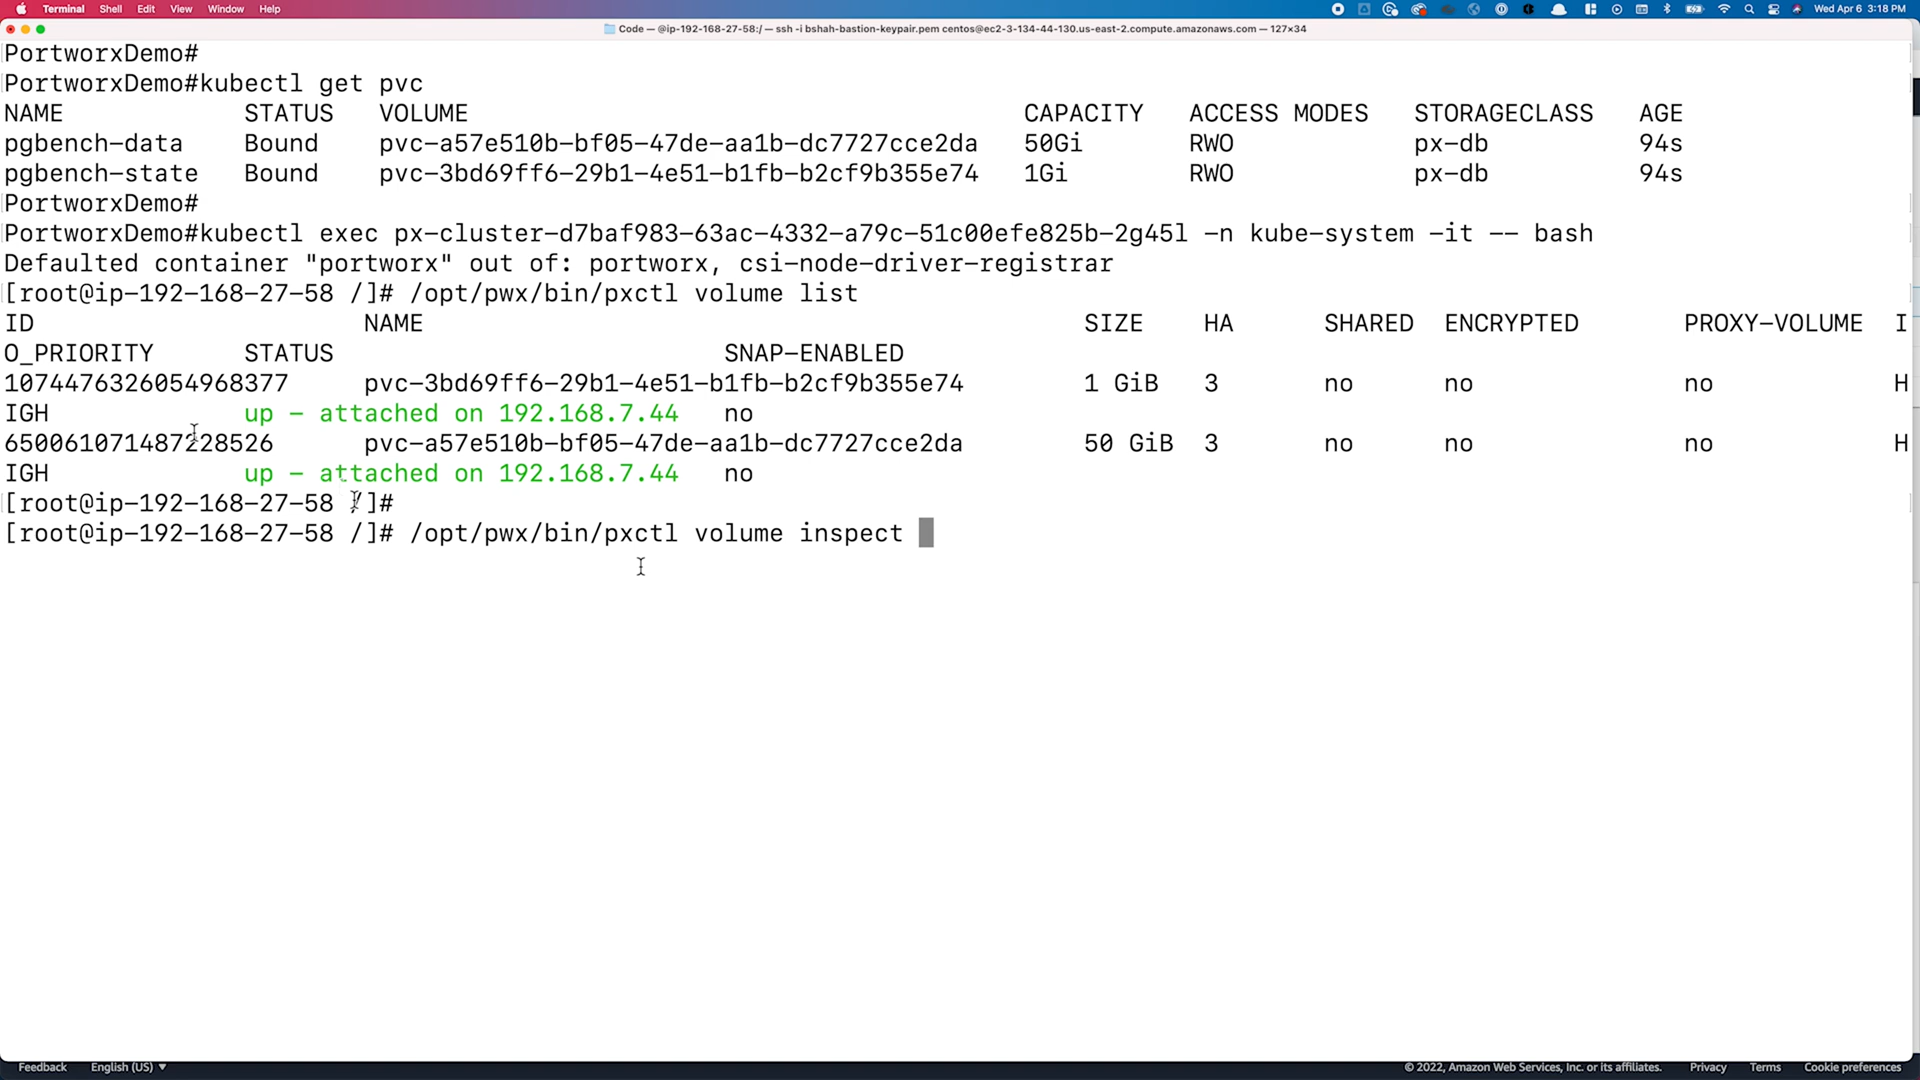 Terminal Shell Edit View Window Help Wed Apr 6 3:18 PM
Code — @ip-192-168-27-58:/ — ssh -i bshah-bastion-keypair.pem centos@ec2-3-134-44-130.us-east-2.compute.amazonaws.com — 127×34
PortworxDemo#
PortworxDemo#kubectl get pvc
NAME STATUS VOLUME CAPACITY ACCESS MODES STORAGECLASS AGE
pgbench-data Bound pvc-a57e510b-bf05-47de-aa1b-dc7727cce2da 50Gi RWO px-db 94s
pgbench-state Bound pvc-3bd69ff6-29b1-4e51-b1fb-b2cf9b355e74 1Gi RWO px-db 94s
PortworxDemo#
PortworxDemo#kubectl exec px-cluster-d7baf983-63ac-4332-a79c-51c00efe825b-2g45l -n kube-system -it -- bash
Defaulted container "portworx" out of: portworx, csi-node-driver-registrar
[root@ip-192-168-27-58 /]# /opt/pwx/bin/pxctl volume list
ID NAME SIZE HA SHARED ENCRYPTED PROXY-VOLUME I
O_PRIORITY STATUS SNAP-ENABLED
1074476326054968377 pvc-3bd69ff6-29b1-4e51-b1fb-b2cf9b355e74 1 GiB 3 no no no H
IGH up - attached on 192.168.7.44 no
650061071487228526 pvc-a57e510b-bf05-47de-aa1b-dc7727cce2da 50 GiB 3 no no no H
IGH up - attached on 192.168.7.44 no
[root@ip-192-168-27-58 /]#
[root@ip-192-168-27-58 /]# /opt/pwx/bin/pxctl volume inspect
Feedback English (US) © 2022, Amazon Web Services, Inc. or its affiliates. Privacy Terms Cookie preferences